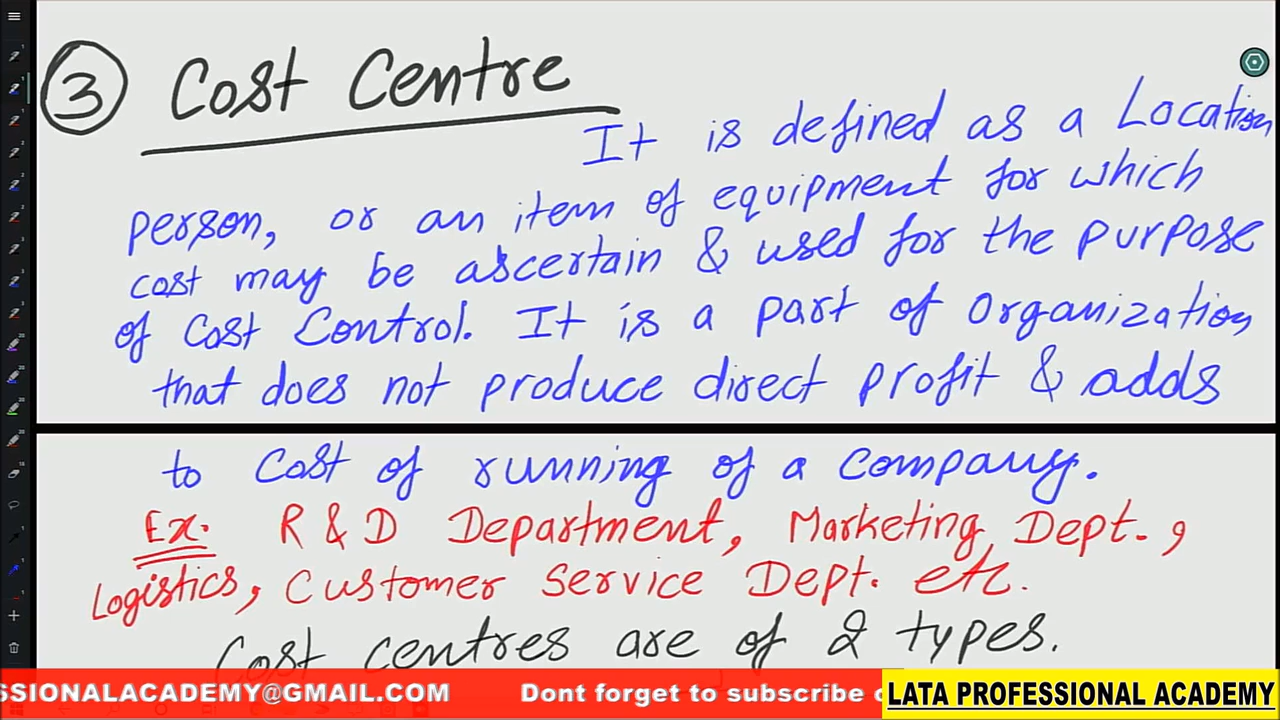 3 Cost Centre
It is defined as a Location
person, or an item of equipment for which
cost may be ascertain & used for the purpose
of Cost Control. It is a part of Organization
that does not produce direct profit & adds
to cost of running of a company.
Ex. R & D Department, Marketing Dept.,
Logistics, Customer Service Dept. etc.
Cost centres are of 2 types.
SSIONALACADEMY@GMAIL.COM Dont forget to subscribe
LATA PROFESSIONAL ACADEMY